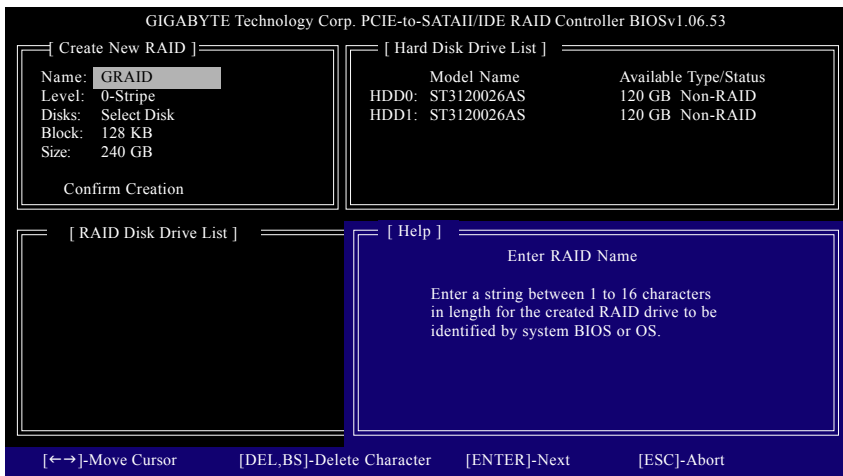 GIGABYTE Technology Corp. PCIE-to-SATAII/IDE RAID Controller BIOSv1.06.53
[ Create New RAID ]
Name: GRAID
Level: 0-Stripe
Disks: Select Disk
Block: 128 KB
Size: 240 GB
Confirm Creation
[ Hard Disk Drive List ]
Model Name Available Type/Status
HDD0: ST3120026AS 120 GB Non-RAID
HDD1: ST3120026AS 120 GB Non-RAID
[ RAID Disk Drive List ]
[ Help ]
Enter RAID Name
Enter a string between 1 to 16 characters
in length for the created RAID drive to be
identified by system BIOS or OS.
[←→]-Move Cursor [DEL,BS]-Delete Character [ENTER]-Next [ESC]-Abort